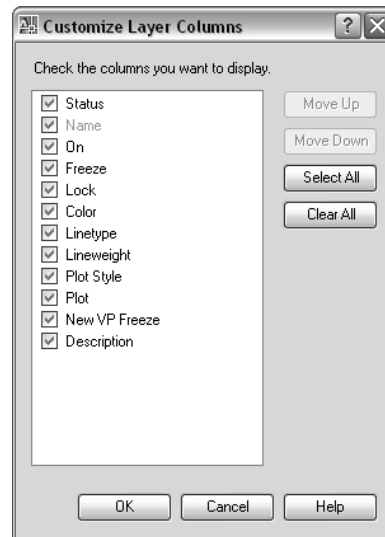 Customize Layer Columns
Check the columns you want to display.
Status
Name
On
Freeze
Lock
Color
Linetype
Lineweight
Plot Style
Plot
New VP Freeze
Description
Move Up
Move Down
Select All
Clear All
OK
Cancel
Help